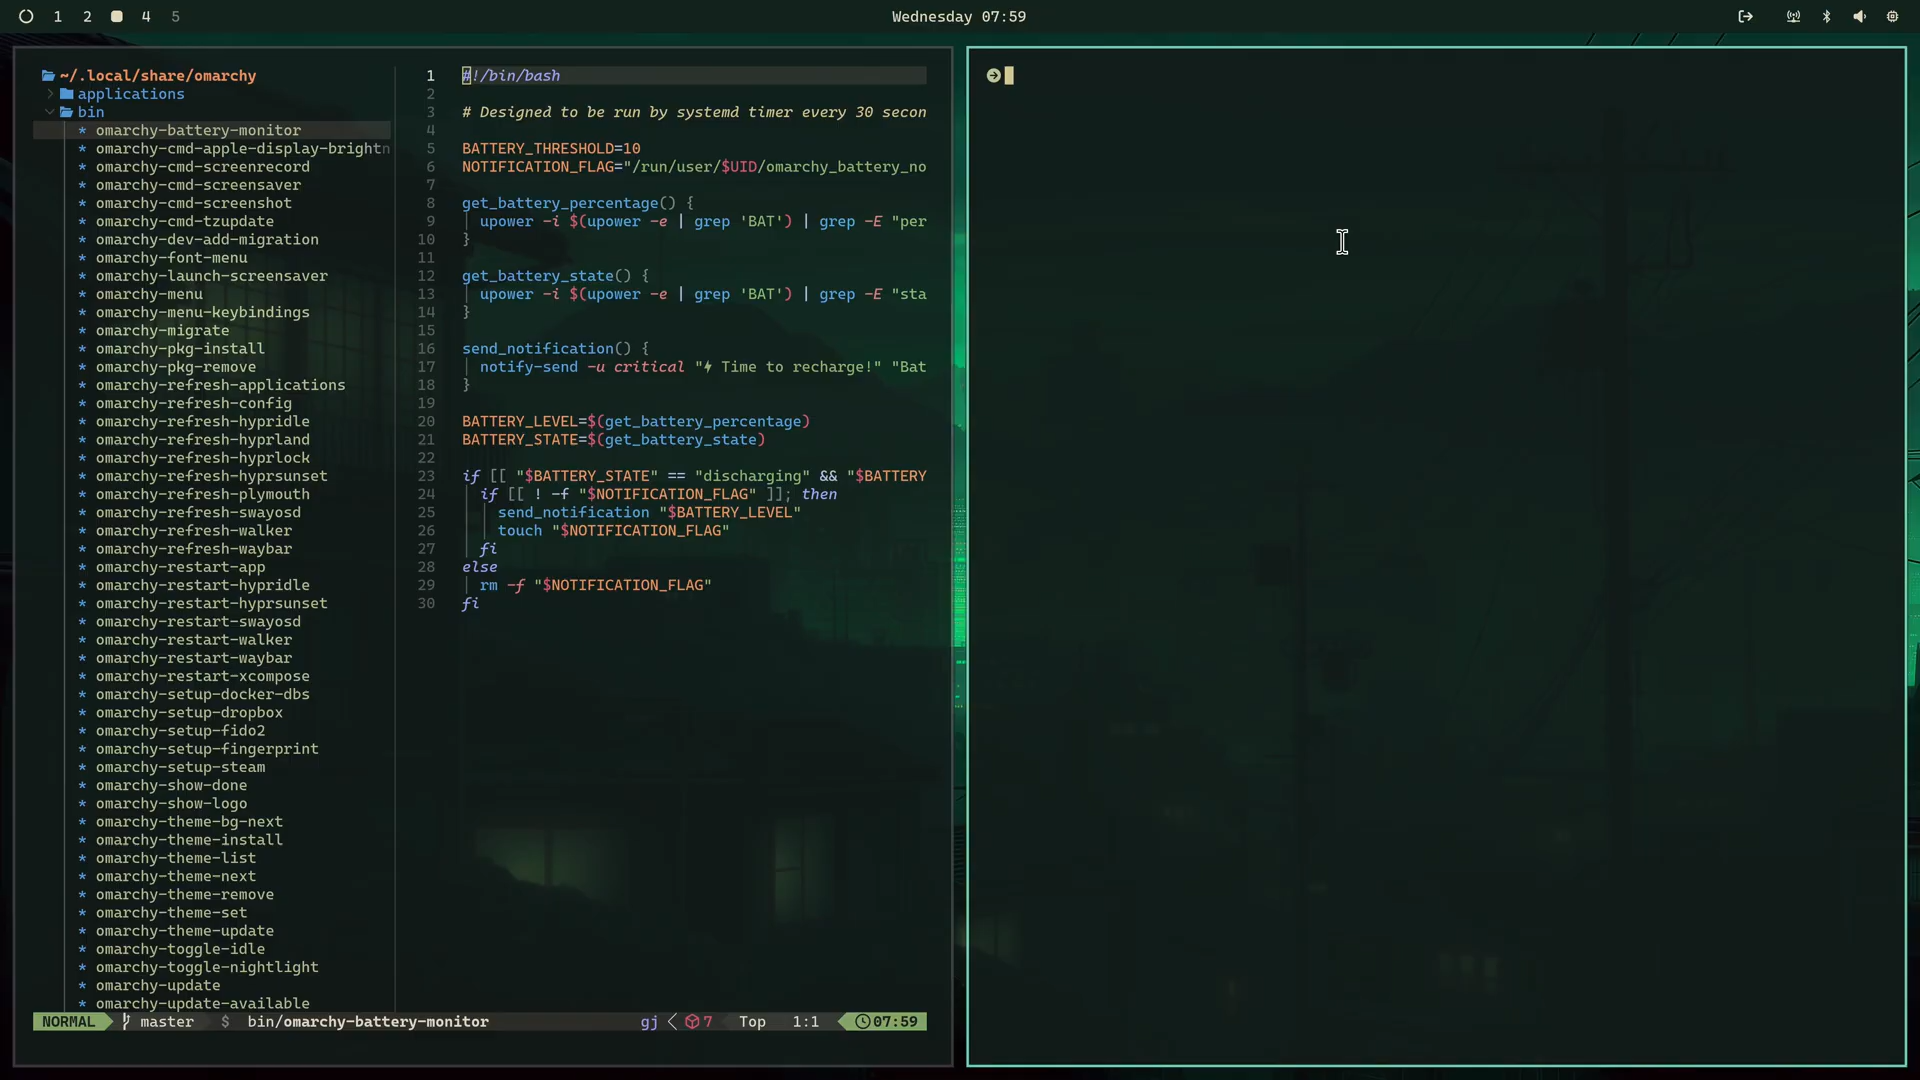 1 2 4 5
Wednesday 07:59
~/.local/share/omarchy
applications
bin
* omarchy-battery-monitor
* omarchy-cmd-apple-display-brightn
* omarchy-cmd-screenrecord
* omarchy-cmd-screensaver
* omarchy-cmd-screenshot
* omarchy-cmd-tzupdate
* omarchy-dev-add-migration
* omarchy-font-menu
* omarchy-launch-screensaver
* omarchy-menu
* omarchy-menu-keybindings
* omarchy-migrate
* omarchy-pkg-install
* omarchy-pkg-remove
* omarchy-refresh-applications
* omarchy-refresh-config
* omarchy-refresh-hypridle
* omarchy-refresh-hyprland
* omarchy-refresh-hyprlock
* omarchy-refresh-hyprsunset
* omarchy-refresh-plymouth
* omarchy-refresh-swayosd
* omarchy-refresh-walker
* omarchy-refresh-waybar
* omarchy-restart-app
* omarchy-restart-hypridle
* omarchy-restart-hyprsunset
* omarchy-restart-swayosd
* omarchy-restart-walker
* omarchy-restart-waybar
* omarchy-restart-xcompose
* omarchy-setup-docker-dbs
* omarchy-setup-dropbox
* omarchy-setup-fido2
* omarchy-setup-fingerprint
* omarchy-setup-steam
* omarchy-show-done
* omarchy-show-logo
* omarchy-theme-bg-next
* omarchy-theme-install
* omarchy-theme-list
* omarchy-theme-next
* omarchy-theme-remove
* omarchy-theme-set
* omarchy-theme-update
* omarchy-toggle-idle
* omarchy-toggle-nightlight
* omarchy-update
* omarchy-update-available
1 #!/bin/bash
2
3 # Designed to be run by systemd timer every 30 secon
4
5 BATTERY_THRESHOLD=10
6 NOTIFICATION_FLAG="/run/user/$UID/omarchy_battery_no
7
8 get_battery_percentage() {
9 upower -i $(upower -e | grep 'BAT') | grep -E "per
10 }
11
12 get_battery_state() {
13 upower -i $(upower -e | grep 'BAT') | grep -E "sta
14 }
15
16 send_notification() {
17 notify-send -u critical "⚡ Time to recharge!" "Bat
18 }
19
20 BATTERY_LEVEL=$(get_battery_percentage)
21 BATTERY_STATE=$(get_battery_state)
22
23 if [[ "$BATTERY_STATE" == "discharging" && "$BATTERY
24 if [[ ! -f "$NOTIFICATION_FLAG" ]]; then
25 send_notification "$BATTERY_LEVEL"
26 touch "$NOTIFICATION_FLAG"
27 fi
28 else
29 rm -f "$NOTIFICATION_FLAG"
30 fi
NORMAL master $ bin/omarchy-battery-monitor gj 7 Top 1:1 07:59